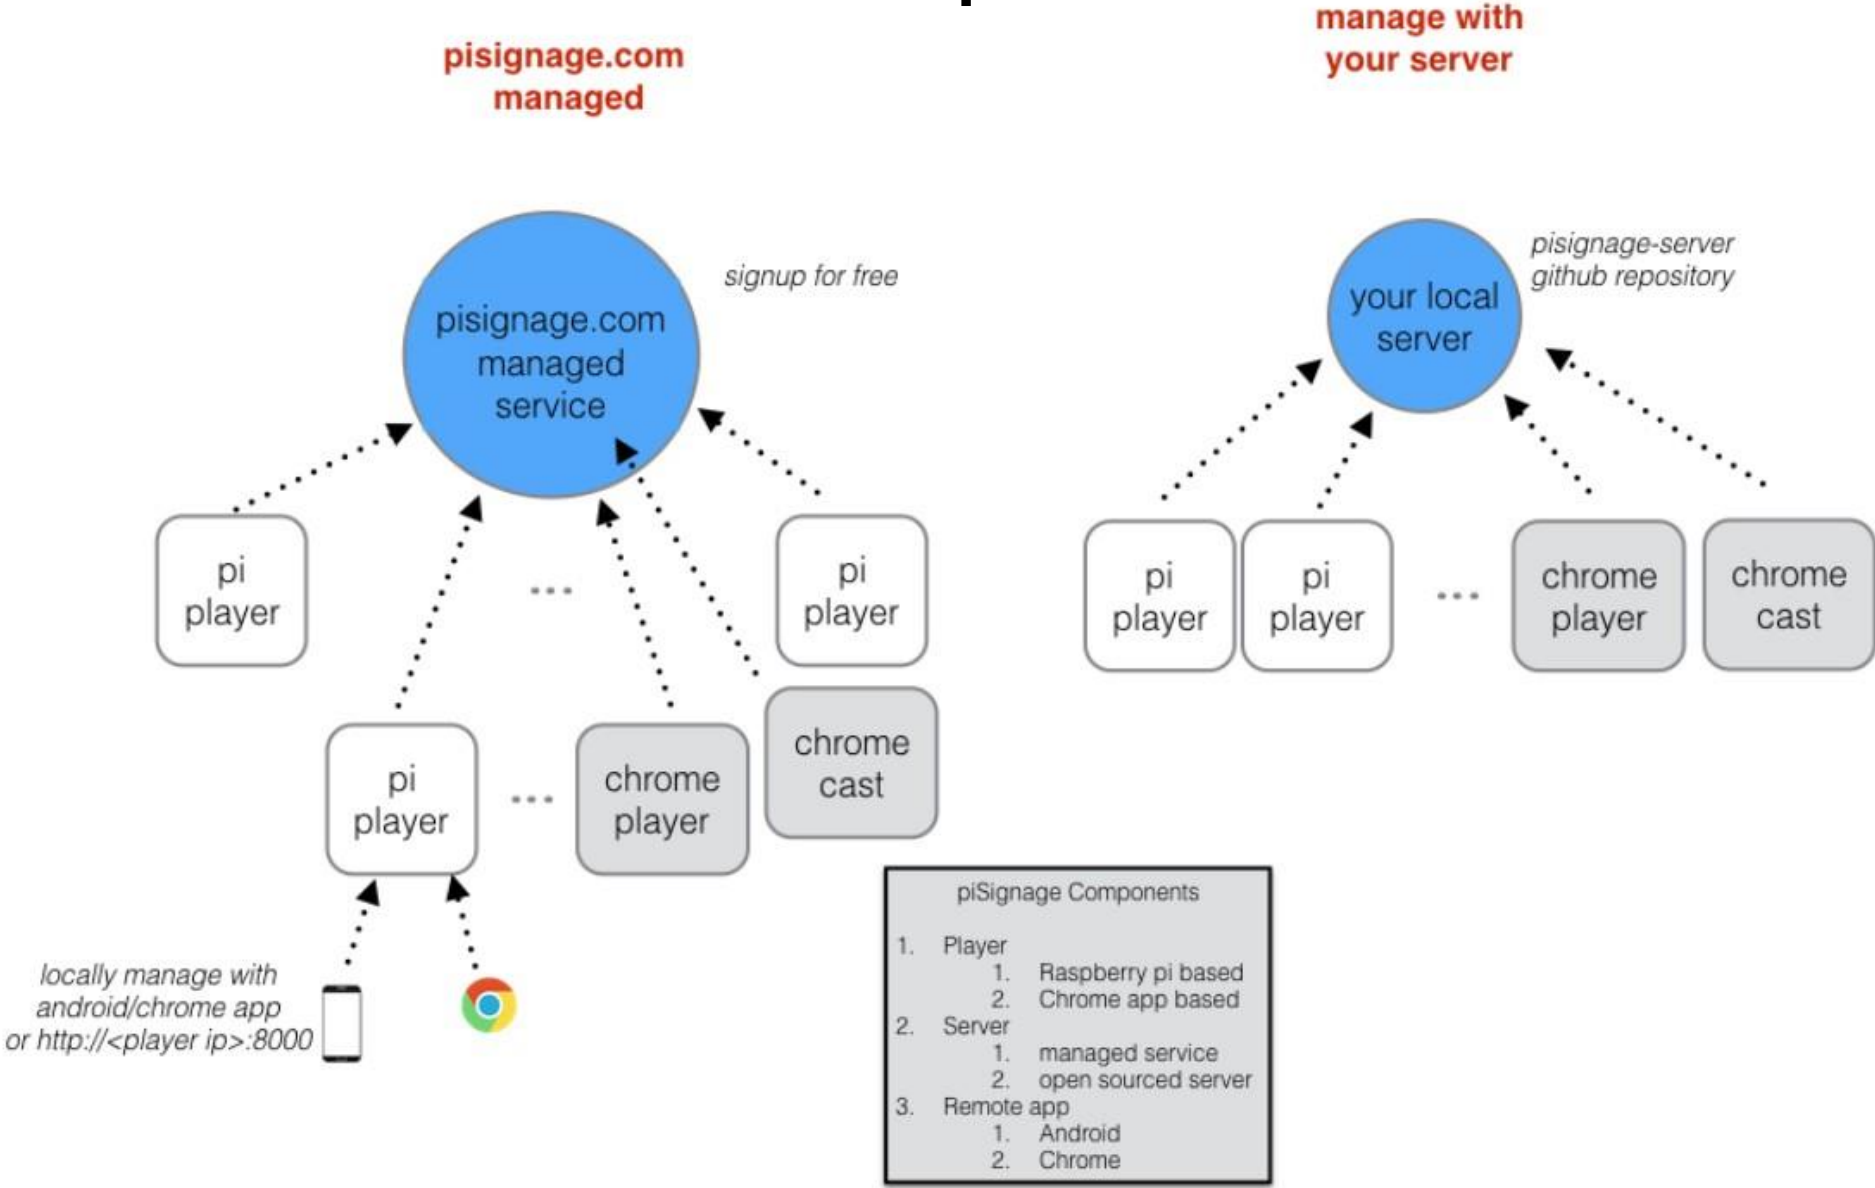 pisignage.com
managed
manage with
your server
pisignage.com
managed
service
signup for free
your local
server
pisignage-server
github repository
pi
player
...
pi
player
pi
player
pi
player
...
chrome
player
chrome
cast
pi
player
...
chrome
player
chrome
cast
locally manage with
android/chrome app
or http://<player ip>:8000
piSignage Components
1. Player
1. Raspberry pi based
2. Chrome app based
2. Server
1. managed service
2. open sourced server
3. Remote app
1. Android
2. Chrome